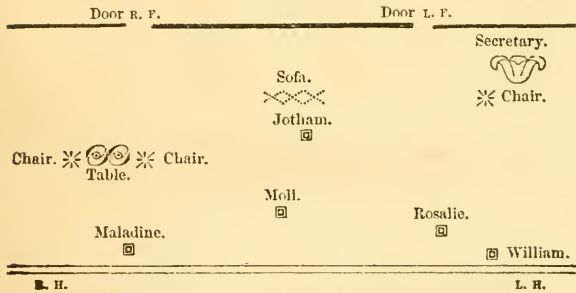 Door R. F. Door L. F.
Secretary.
Sofa.
Chair.
Jotham.
Chair. Chair.
Table.
Moll.
Rosalie.
Maladine.
William.
R. H. L. H.